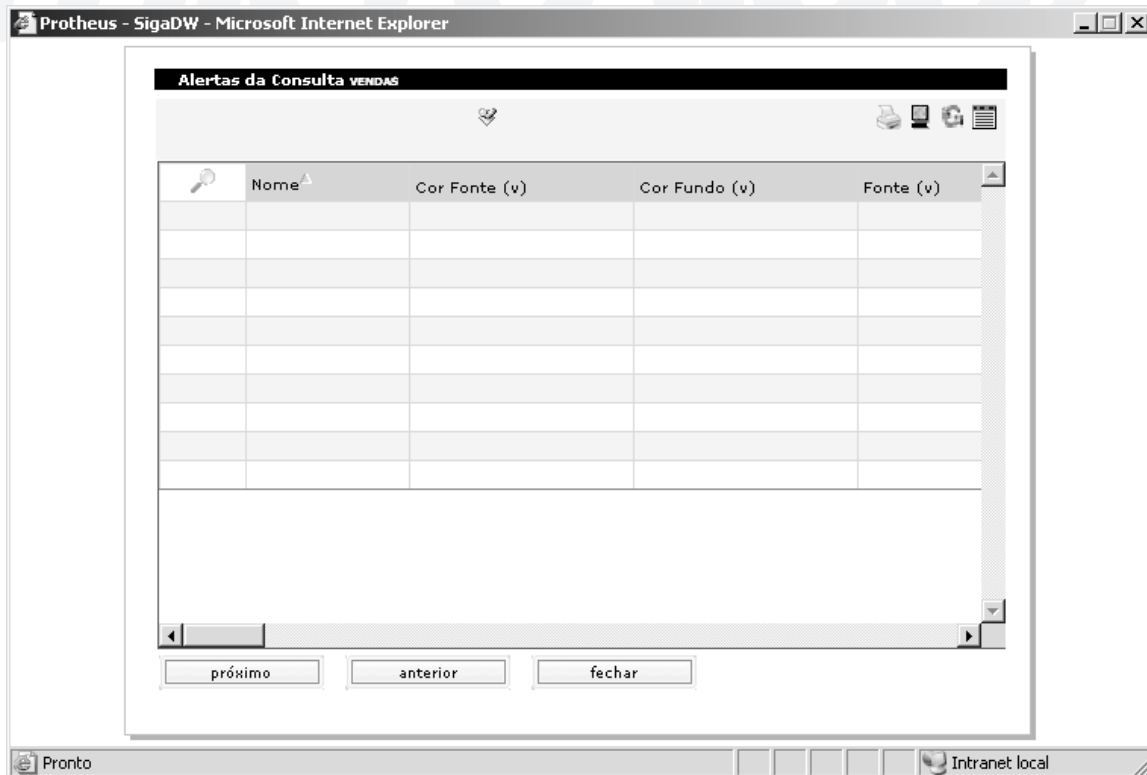 Protheus - SigaDW - Microsoft Internet Explorer
Alertas da Consulta VENDAS
Nome Cor Fonte (v) Cor Fundo (v) Fonte (v)
próximo anterior fechar
Pronto Intranet local